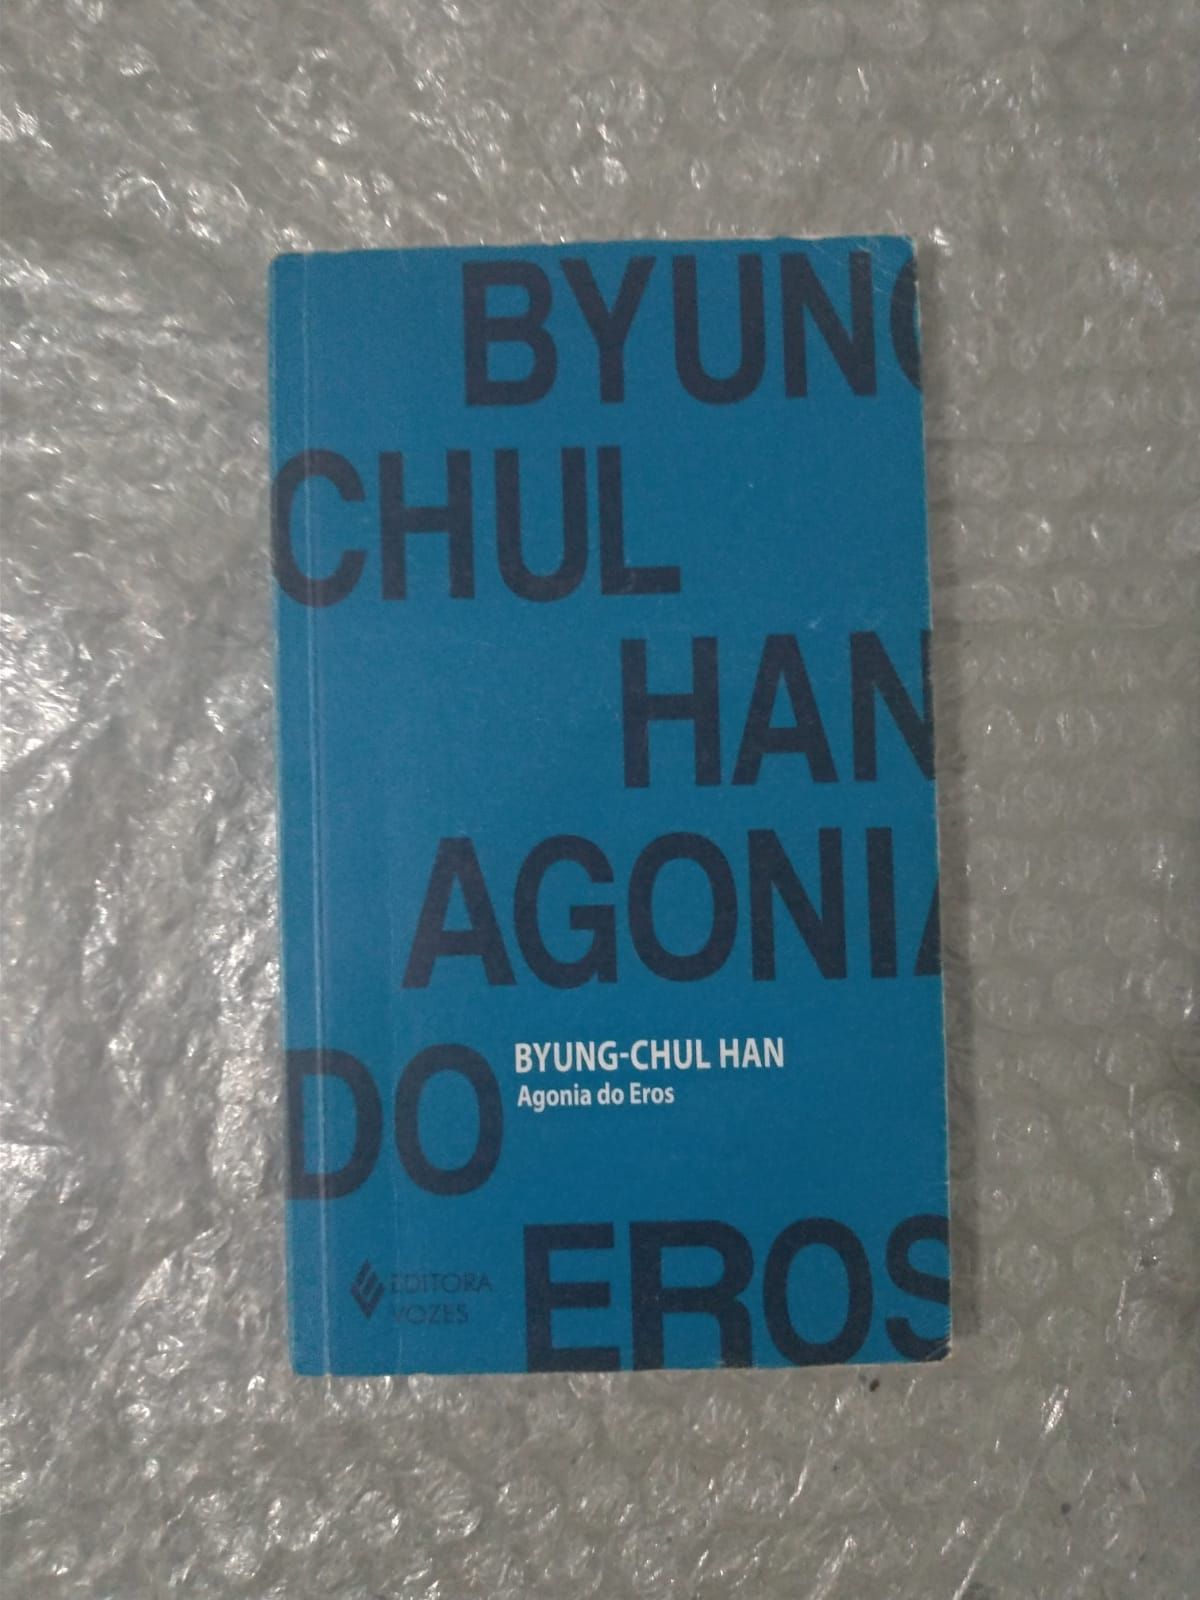 BYUNG
CHUL
HAN
AGONIA
DO
BYUNG-CHUL HAN
Agonia do Eros
EROS
EDITORA
VOZES